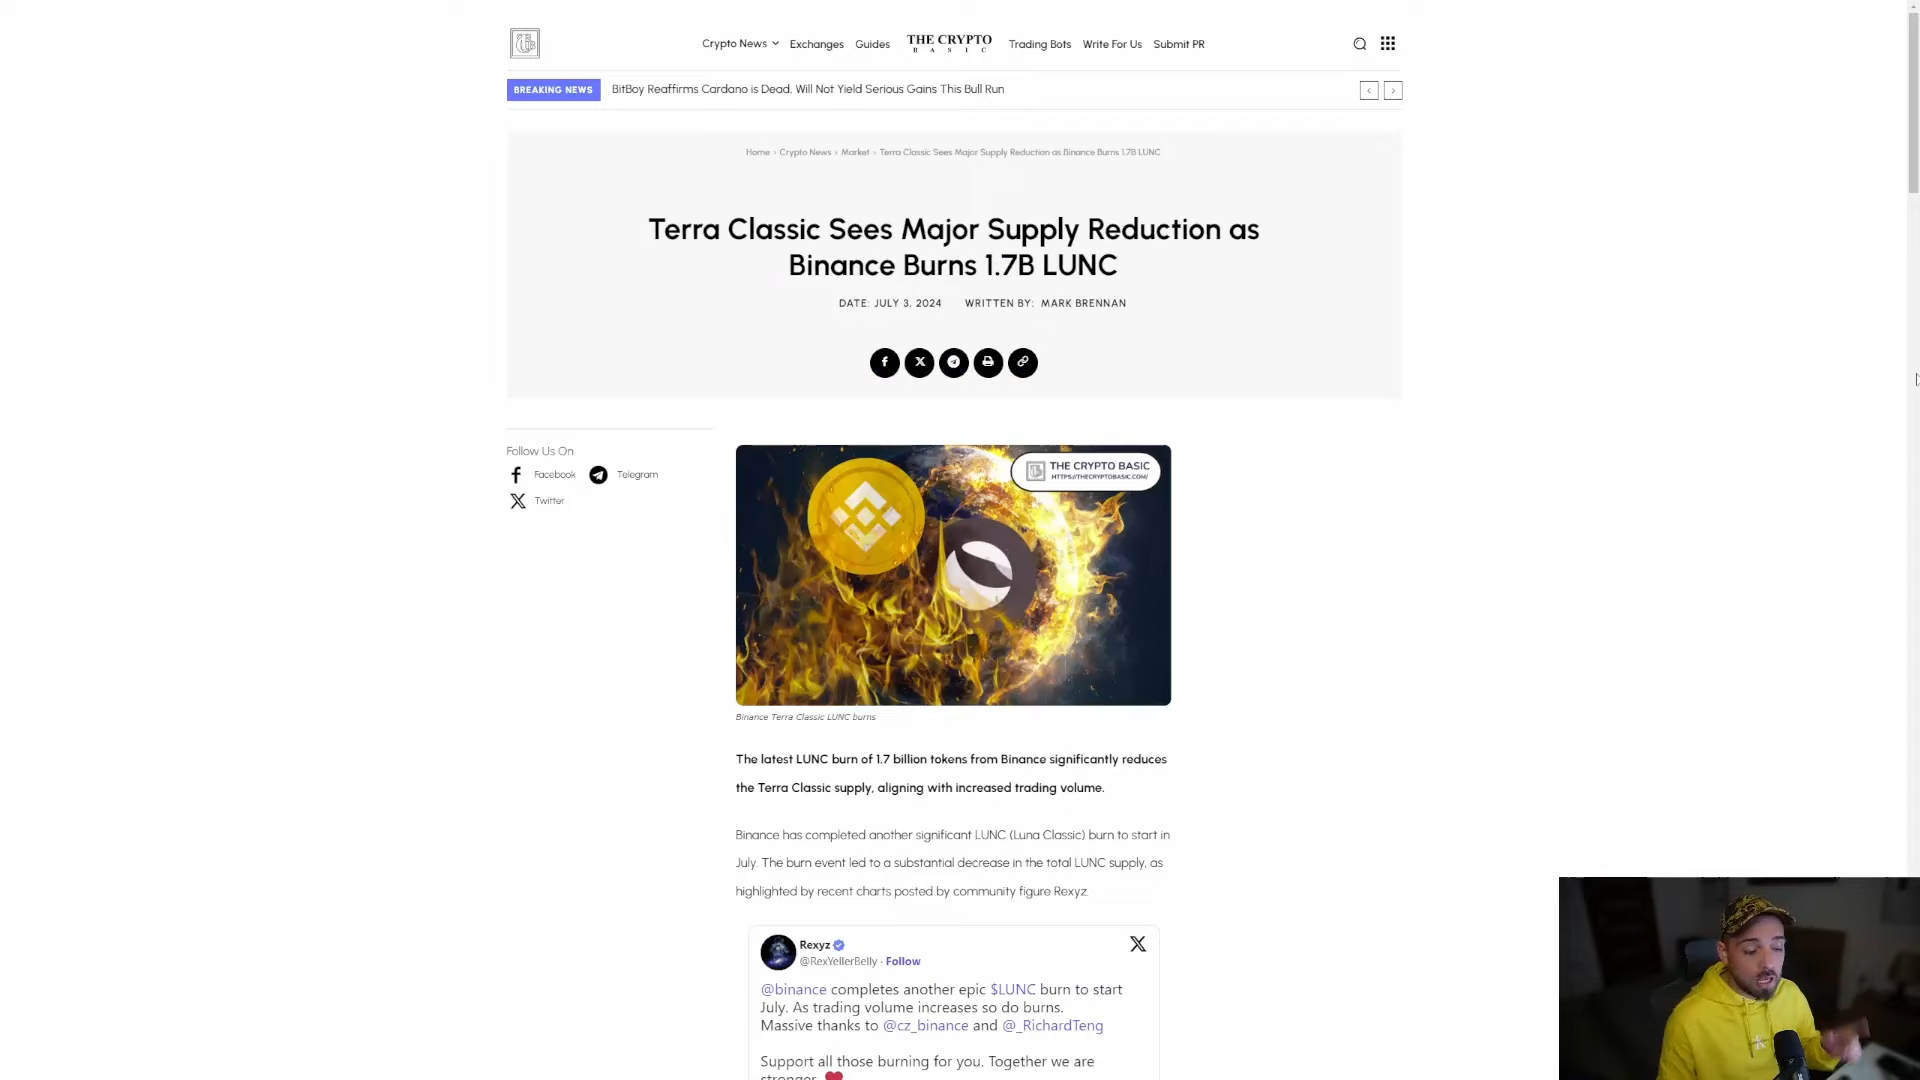 Crypto News
Exchanges
Guides
THE CRYPTO
BASIC
Trading Bots
Write For Us
Submit PR
BREAKING NEWS
BitBoy Reaffirms Cardano is Dead, Will Not Yield Serious Gains This Bull Run
Home › Crypto News › Market › Terra Classic Sees Major Supply Reduction as Binance Burns 1.7B LUNC
Terra Classic Sees Major Supply Reduction as
Binance Burns 1.7B LUNC
DATE: JULY 3, 2024 WRITTEN BY: MARK BRENNAN
Follow Us On
Facebook
Telegram
Twitter
THE CRYPTO BASIC
HTTPS://THECRYPTOBASIC.COM/
Binance Terra Classic LUNC burns
The latest LUNC burn of 1.7 billion tokens from Binance significantly reduces
the Terra Classic supply, aligning with increased trading volume.
Binance has completed another significant LUNC (Luna Classic) burn to start in
July. The burn event led to a substantial decrease in the total LUNC supply, as
highlighted by recent charts posted by community figure Rexyz.
Rexyz
@RexYellerBelly · Follow
@binance completes another epic $LUNC burn to start
July. As trading volume increases so do burns.
Massive thanks to @cz_binance and @_RichardTeng
Support all those burning for you. Together we are
stronger